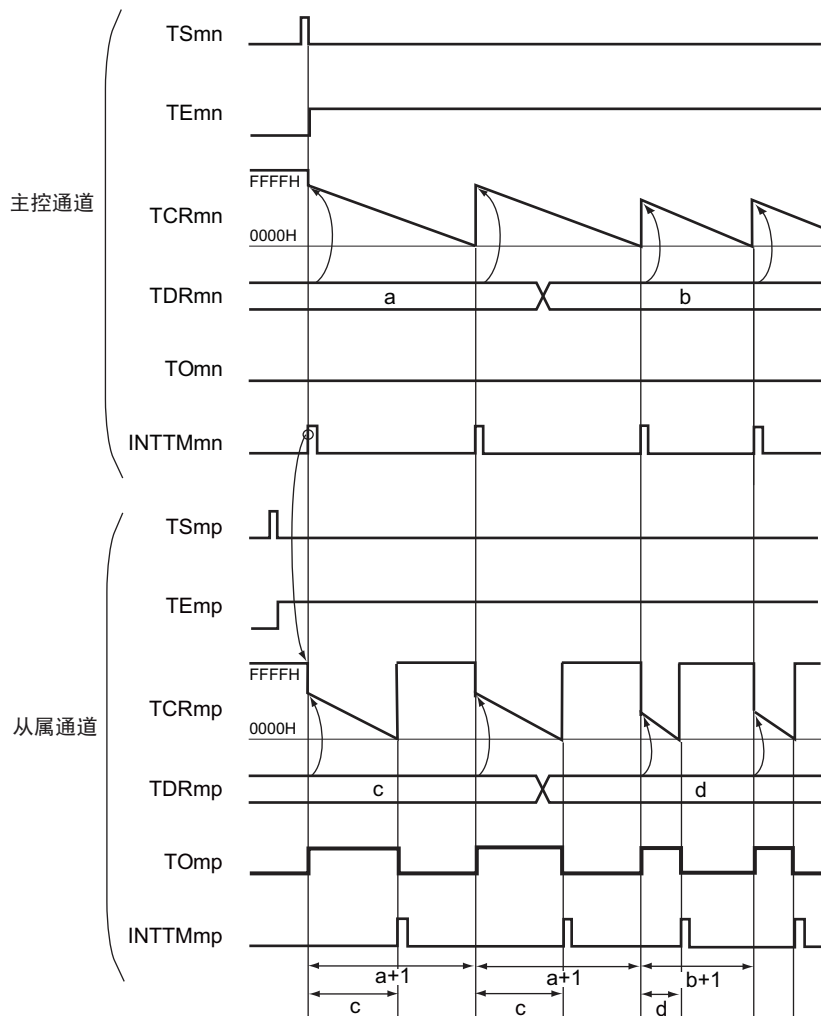 TSmn
TEmn
主控通道
FFFFH
TCRmn
0000H
TDRmn
a
b
TOmn
INTTMmn
TSmp
TEmp
从属通道
FFFFH
TCRmp
0000H
TDRmp
c
d
TOmp
INTTMmp
a+1
a+1
b+1
c
c
d